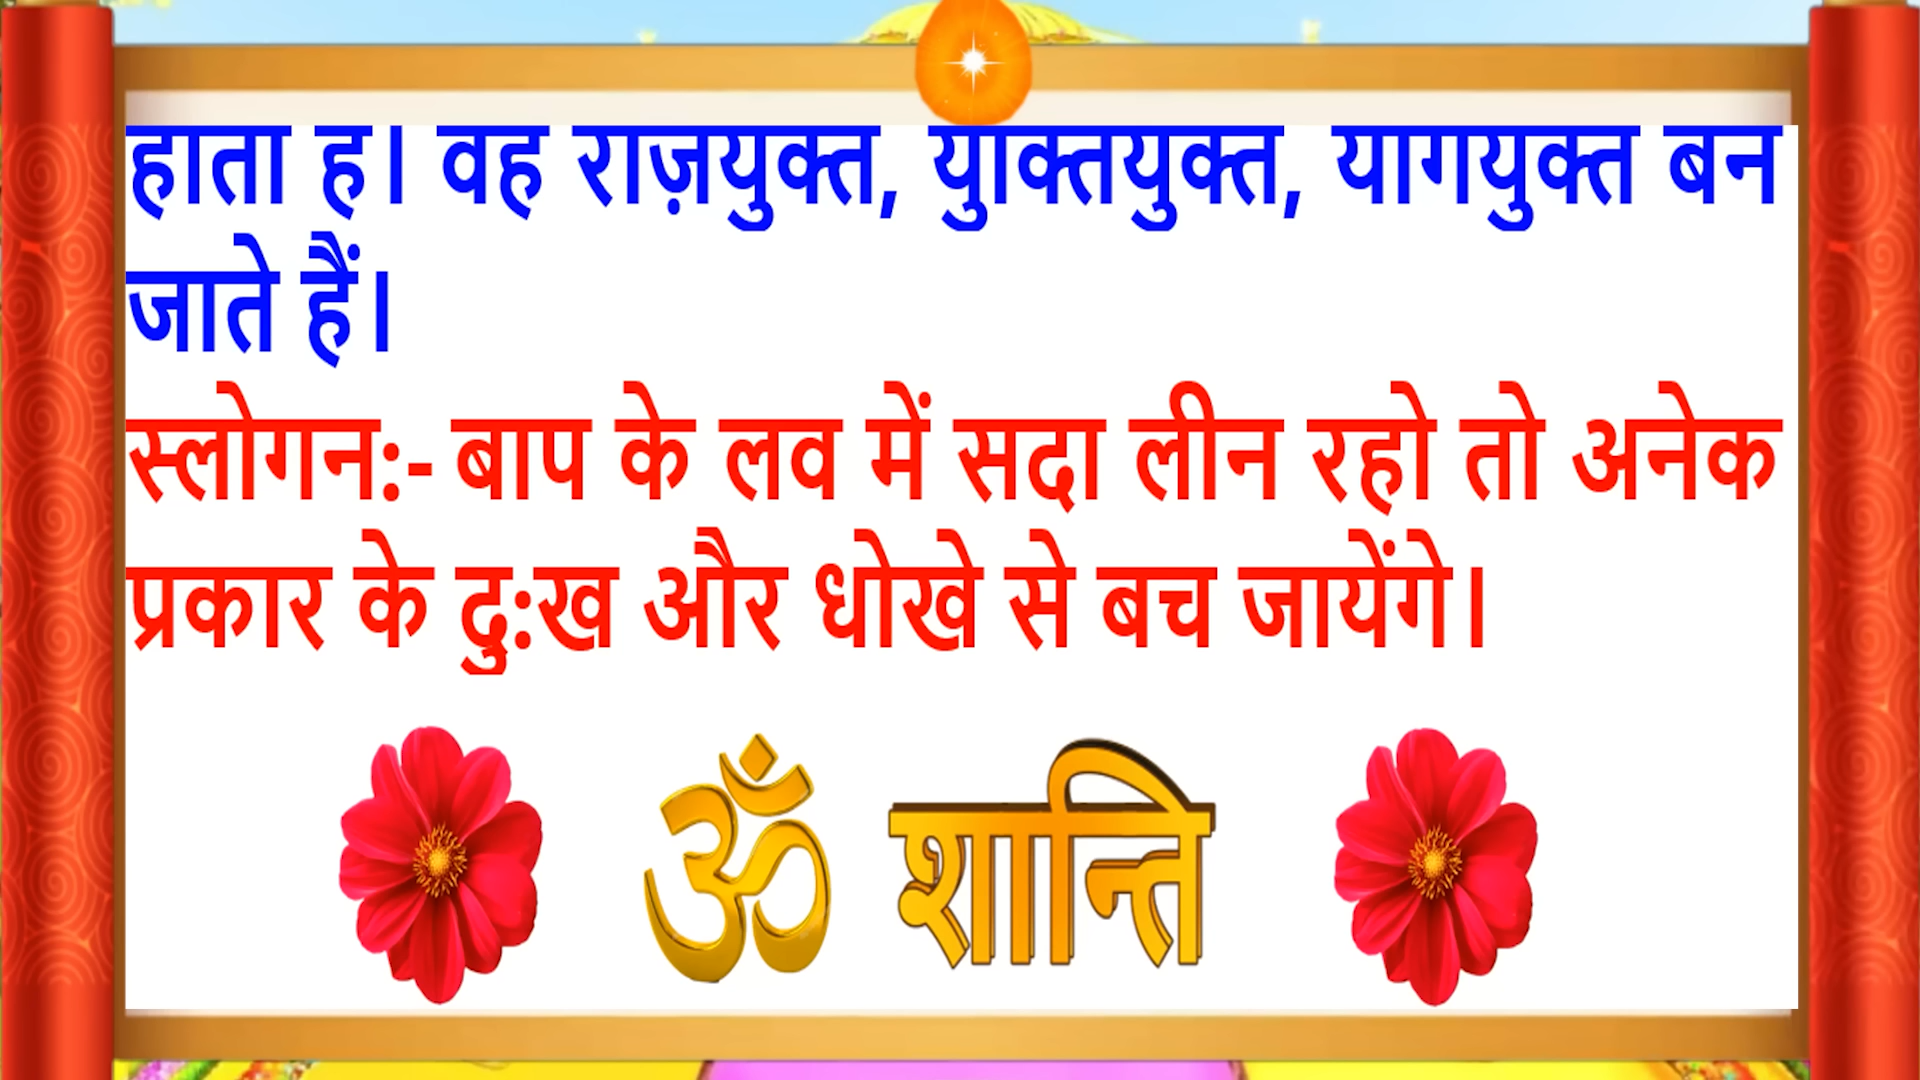 होता है। वह राज़युक्त, युक्तियुक्त, योगयुक्त बन
जाते हैं।
स्लोगन:- बाप के लव में सदा लीन रहो तो अनेक
प्रकार के दु:ख और धोखे से बच जायेंगे।
ॐ शान्ति